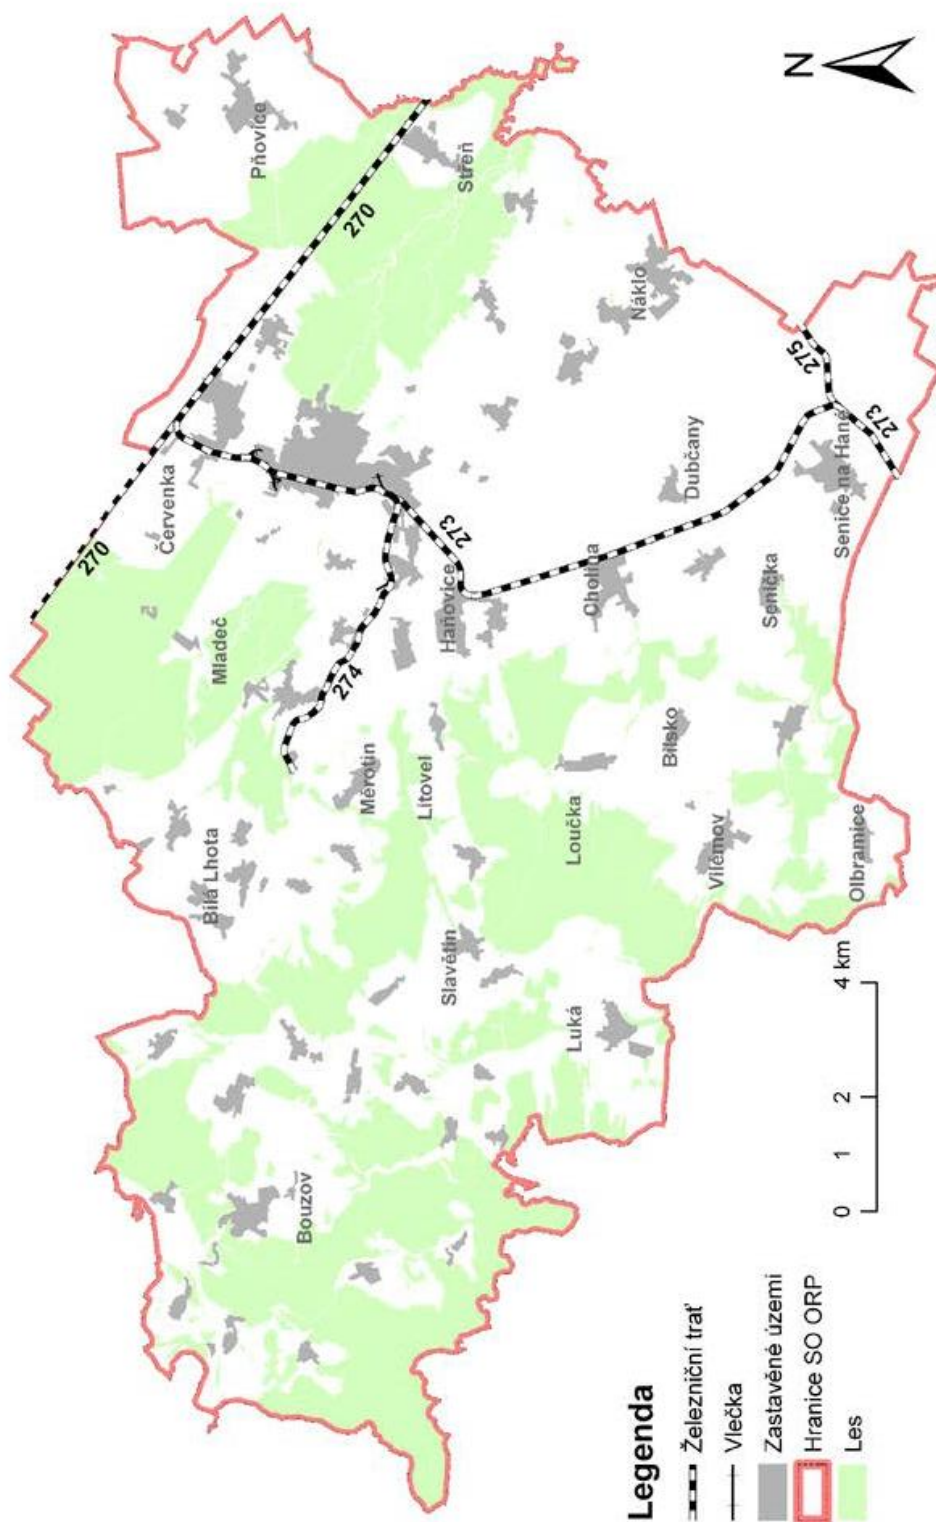 N
Pňovice
270
Střeň
270
Červenka
Náklo
275
273
Mladeč
273
Haňovice
Dubčany
Senice na Hané
Cholina
274
Senička
Měrotín
Litovel
Bílsko
Bílá Lhota
Loučka
Vilémov
Olbramice
Slavětín
Luká
Bouzov
0 1 2 4 km
Legenda
Železniční trať
Vlečka
Zastavěné území
Hranice SO ORP
Les